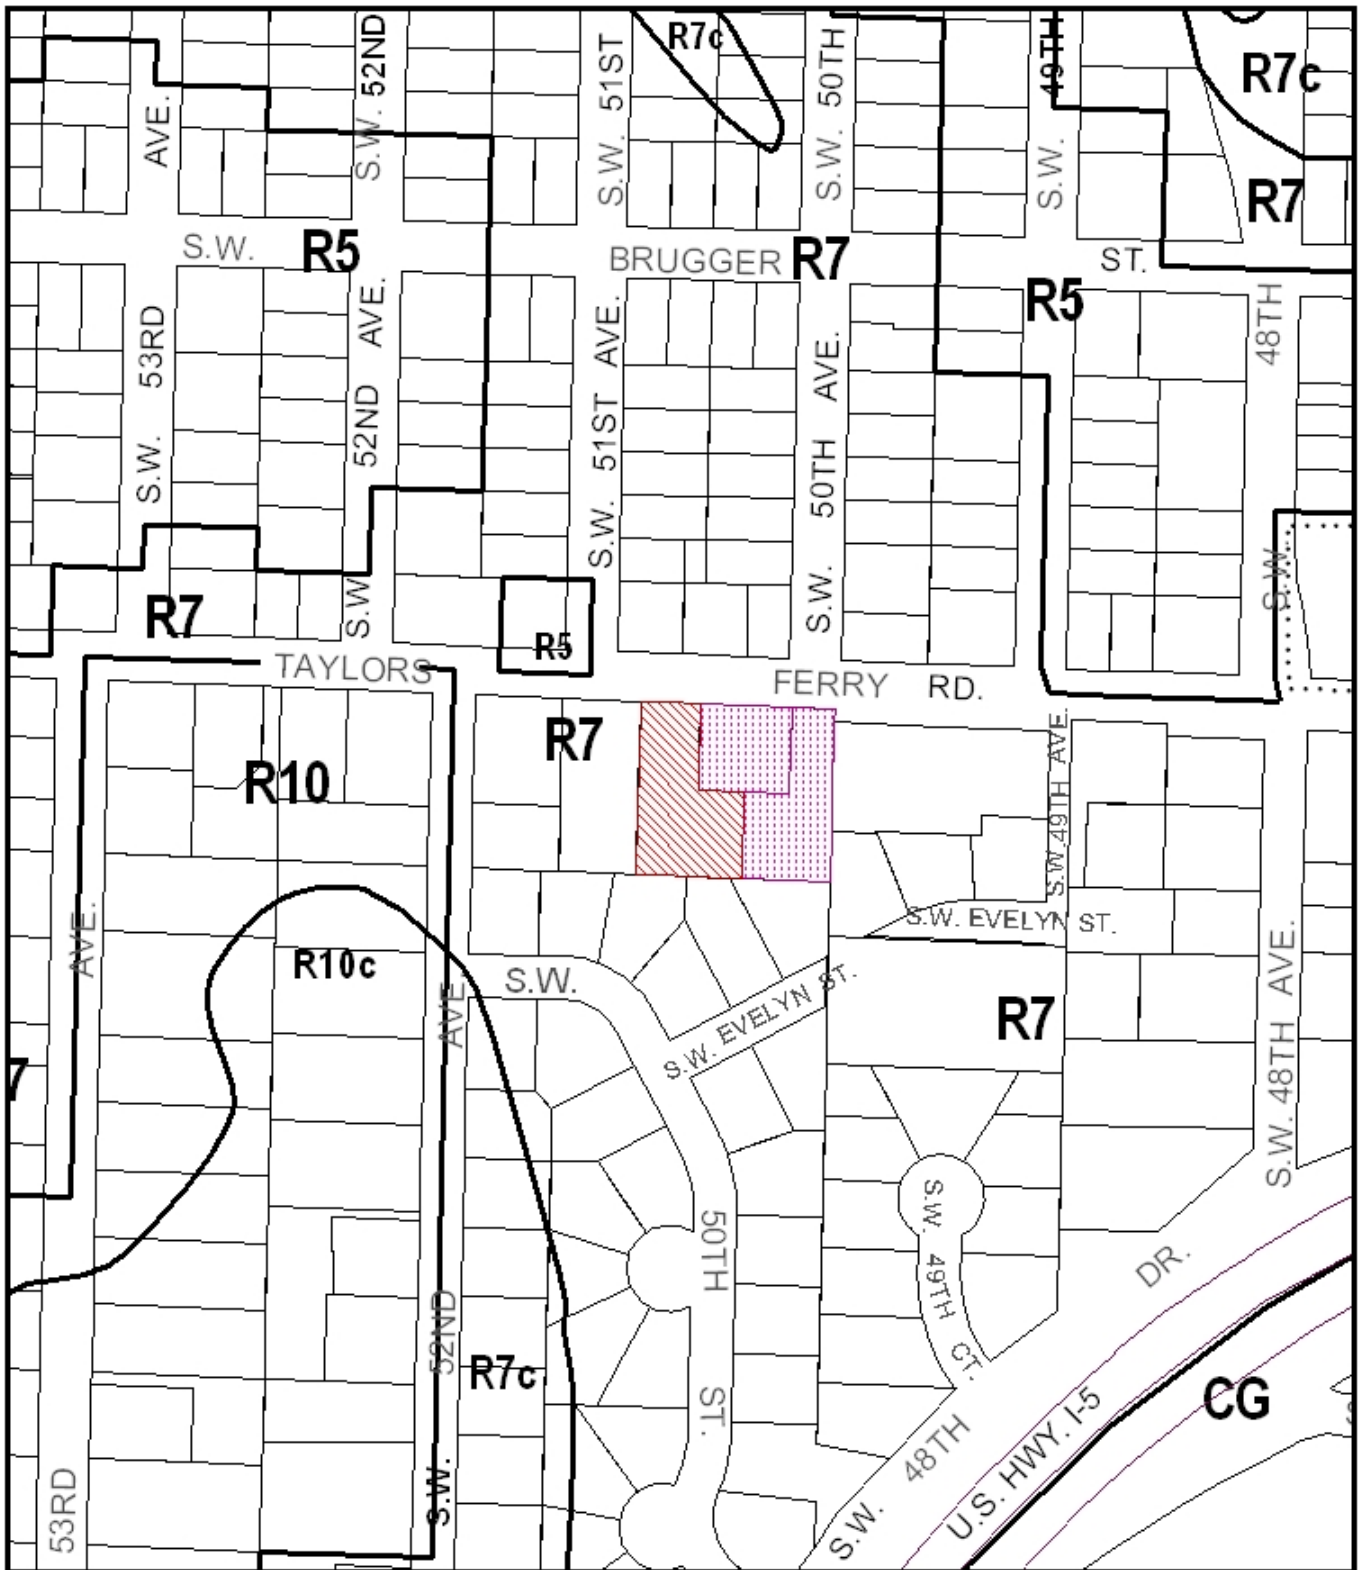 R7c
52ND
S.W.
AVE.
51ST
S.W.
50TH
S.W.
49TH
S.W.
R7c
R7
S.W.
R5
BRUGGER
R7
ST.
R5
53RD
S.W.
AVE.
52ND
S.W.
AVE.
51ST
S.W.
AVE.
50TH
S.W.
48TH
S.W.
R7
R5
TAYLORS
FERRY
RD.
R10
R7
S.W. 49TH AVE
S.W. EVELYN ST.
AVE.
R10c
S.W.
S.W. EVELYN ST.
R7
AVE.
S.W. 48TH AVE.
7
50TH
ST.
S.W.
49TH
CT.
DR.
52ND
S.W.
R7c
CG
U.S. HWY. I-5
48TH
S.W.
53RD